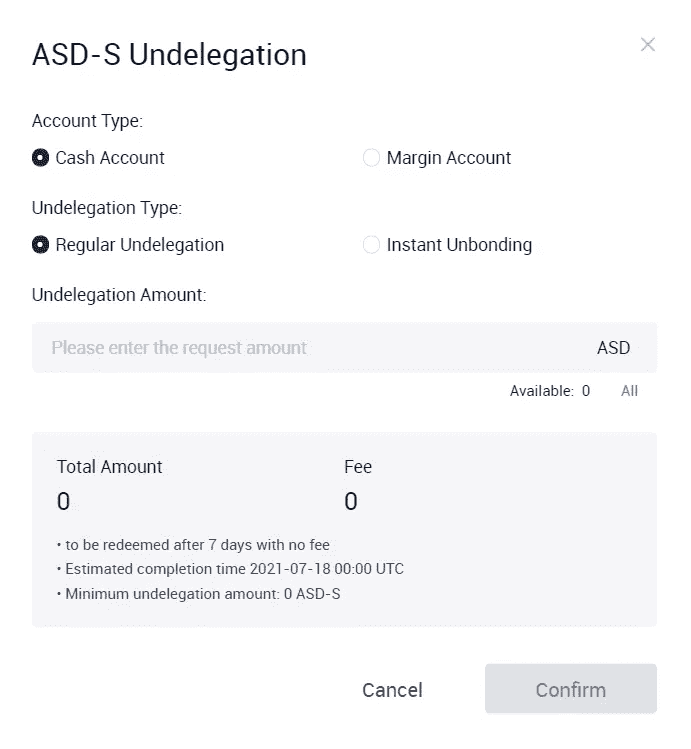 ASD-S Undelegation
Account Type:
Cash Account Margin Account
Undelegation Type:
Regular Undelegation Instant Unbonding
Undelegation Amount:
Please enter the request amount ASD
Available: 0 All
Total Amount Fee
0 0
• to be redeemed after 7 days with no fee
• Estimated completion time 2021-07-18 00:00 UTC
• Minimum undelegation amount: 0 ASD-S
Cancel Confirm